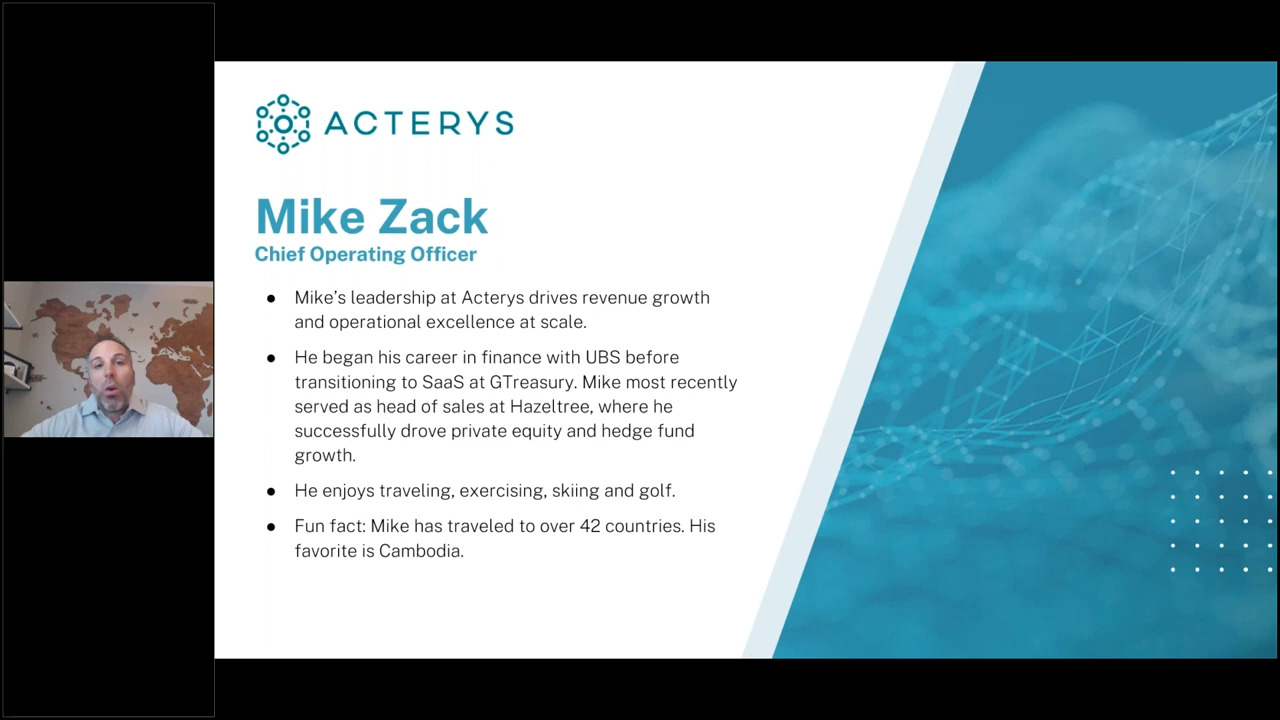 ACTERYS
Mike Zack
Chief Operating Officer
● Mike’s leadership at Acterys drives revenue growth
and operational excellence at scale.
● He began his career in finance with UBS before
transitioning to SaaS at GTreasury. Mike most recently
served as head of sales at Hazeltree, where he
successfully drove private equity and hedge fund
growth.
● He enjoys traveling, exercising, skiing and golf.
● Fun fact: Mike has traveled to over 42 countries. His
favorite is Cambodia.